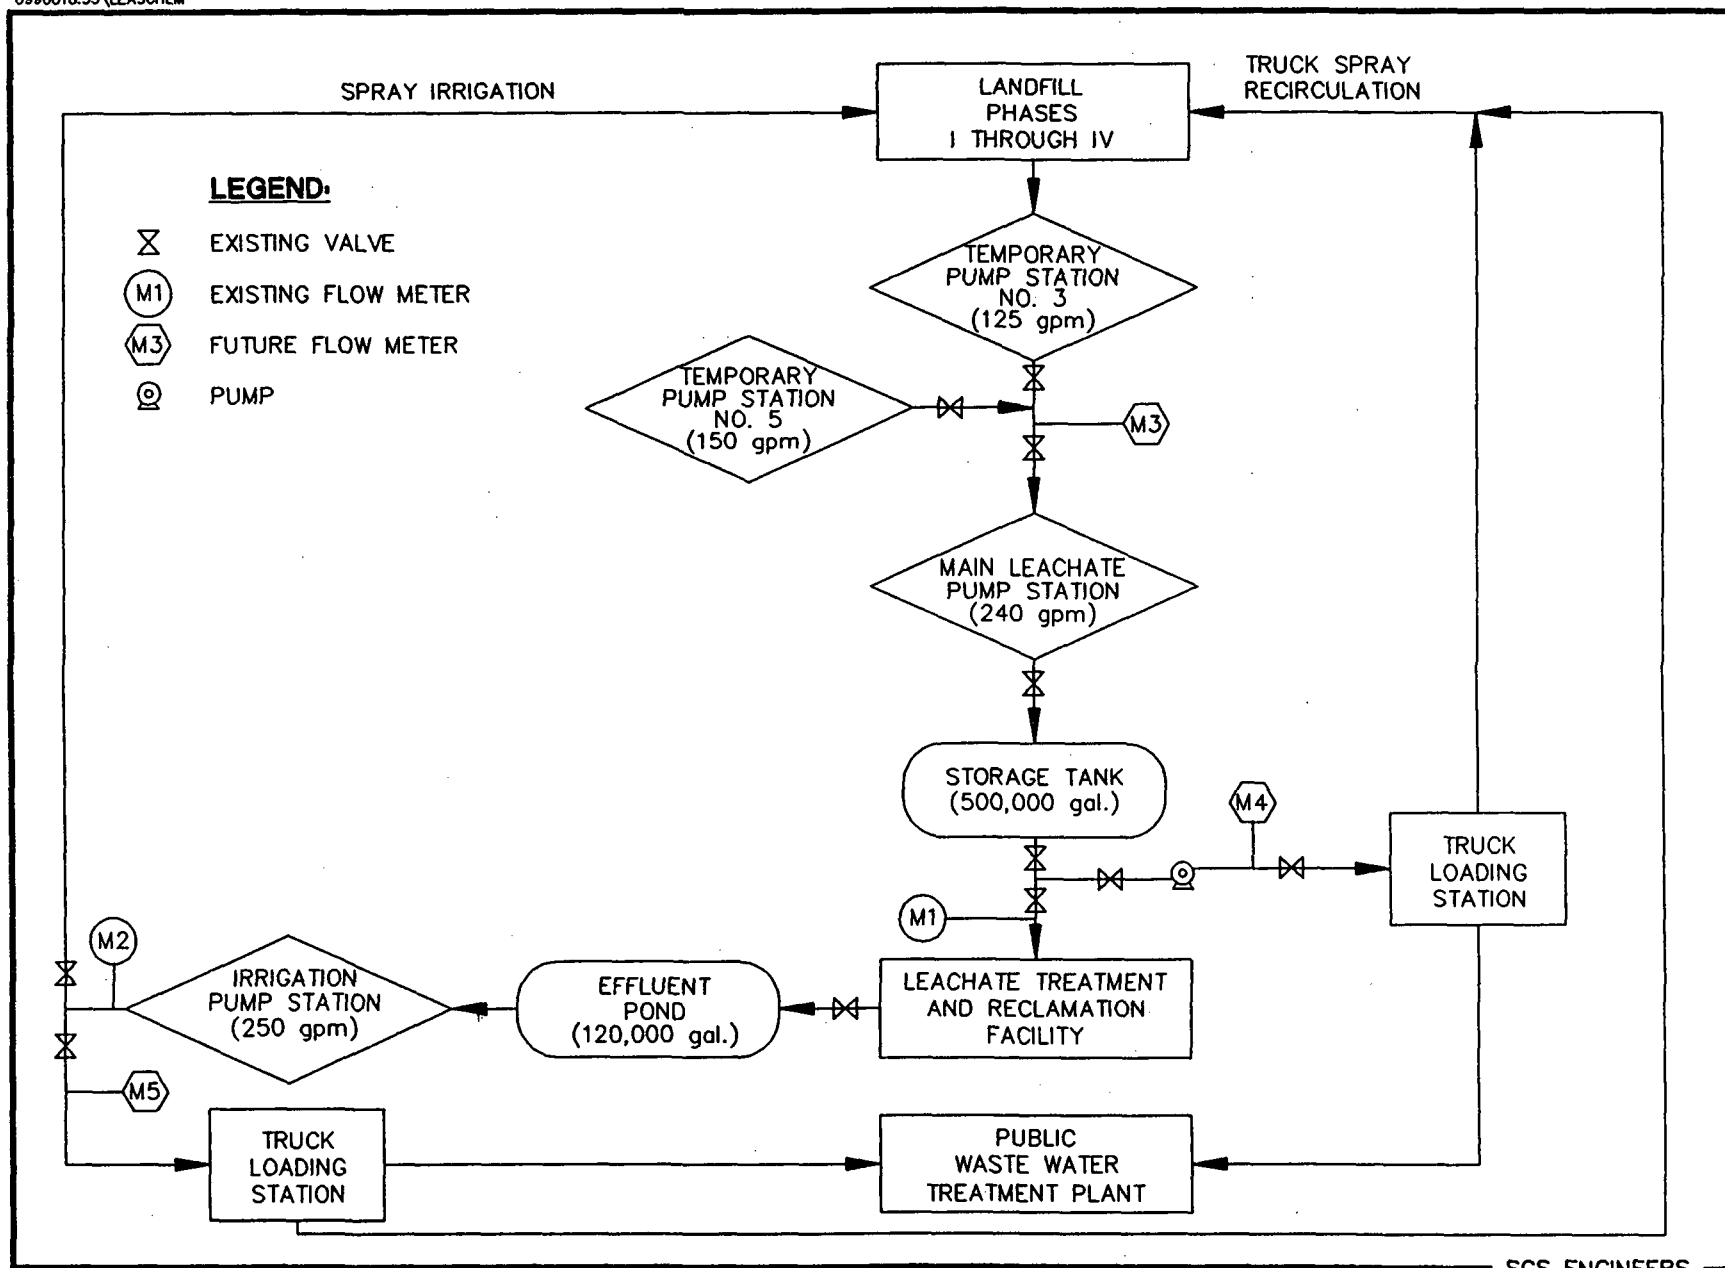 SPRAY IRRIGATION
LANDFILL
PHASES
I THROUGH IV
TRUCK SPRAY
RECIRCULATION
LEGEND:
EXISTING VALVE
M1 EXISTING FLOW METER
M3 FUTURE FLOW METER
PUMP
TEMPORARY
PUMP STATION
NO. 3
(125 gpm)
TEMPORARY
PUMP STATION
NO. 5
(150 gpm)
M3
MAIN LEACHATE
PUMP STATION
(240 gpm)
STORAGE TANK
(500,000 gal.)
M4
TRUCK
LOADING
STATION
M1
M2
IRRIGATION
PUMP STATION
(250 gpm)
EFFLUENT
POND
(120,000 gal.)
LEACHATE TREATMENT
AND RECLAMATION
FACILITY
M5
TRUCK
LOADING
STATION
PUBLIC
WASTE WATER
TREATMENT PLANT
SCS ENGINEERS